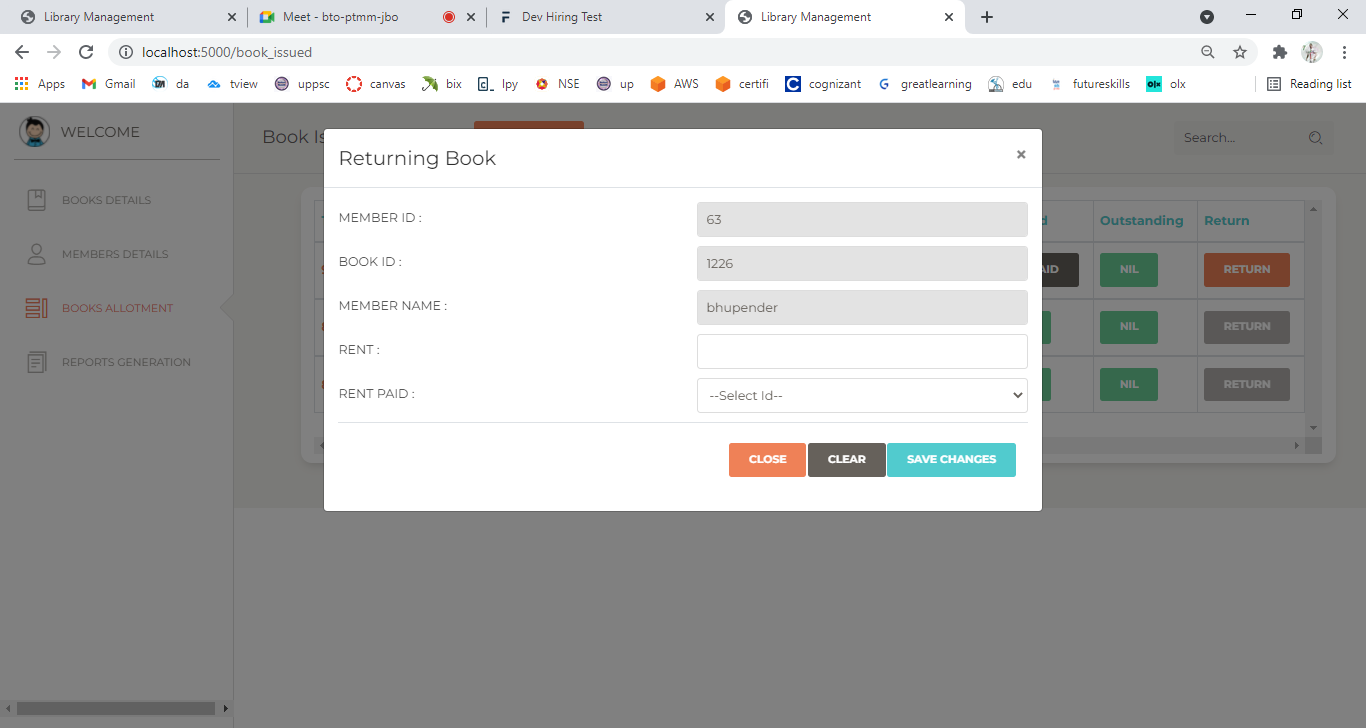 Library Management
Meet - bto-ptmm-jbo
Dev Hiring Test
Library Management
localhost:5000/book_issued
Apps
Gmail
da
tview
uppsc
canvas
bix
lpy
NSE
up
AWS
certifi
cognizant
greatlearning
edu
futureskills
olx
Reading list
WELCOME
BOOKS DETAILS
MEMBERS DETAILS
BOOKS ALLOTMENT
REPORTS GENERATION
Book Is
Search...
Returning Book
×
MEMBER ID :
63
BOOK ID :
1226
MEMBER NAME :
bhupender
RENT :
RENT PAID :
--Select Id--
CLOSE
CLEAR
SAVE CHANGES
d
Outstanding
Return
AID
NIL
RETURN
NIL
RETURN
NIL
RETURN